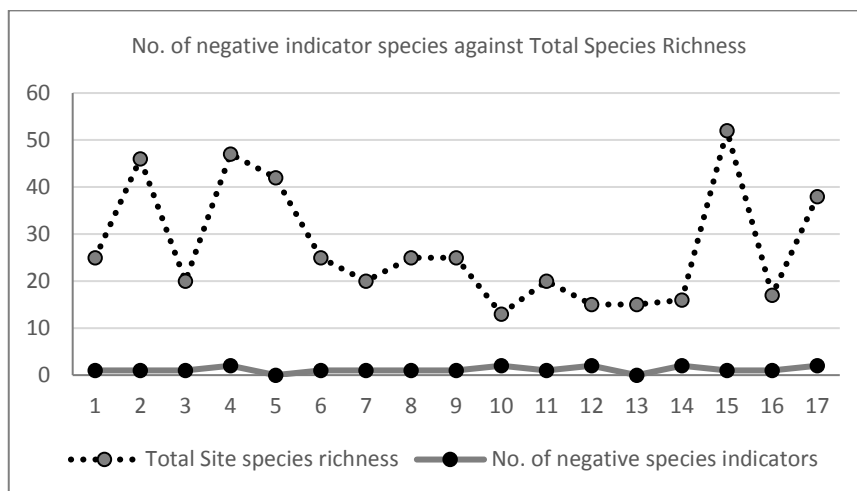 No. of negative indicator species against Total Species Richness
60
50
40
30
20
10
0
1 2 3 4 5 6 7 8 9 10 11 12 13 14 15 16 17
Total Site species richness No. of negative species indicators